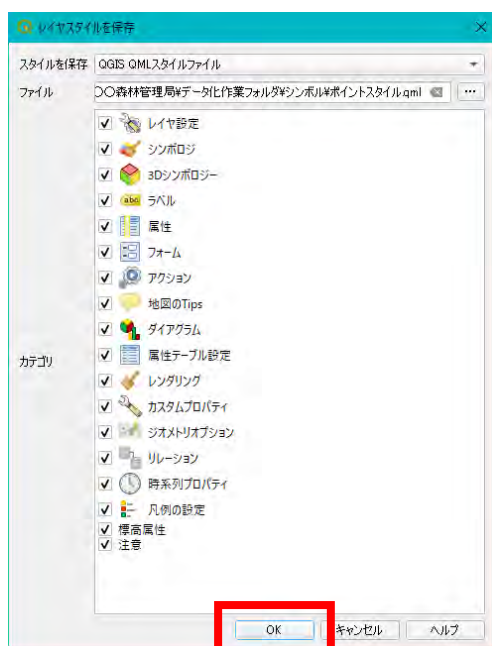 レイヤスタイルを保存
スタイルを保存 QGIS QMLスタイルファイル
ファイル 〇〇森林管理局¥データ化作業フォルダ¥シンボル¥ポイントスタイル.qml ...
レイヤ設定
シンボロジ
3Dシンボロジー
abc ラベル
属性
フォーム
アクション
地図のTips
ダイアグラム
カテゴリ 属性テーブル設定
レンダリング
カスタムプロパティ
ジオメトリオプション
リレーション
時系列プロパティ
凡例の設定
標高属性
注意
OK キャンセル ヘルプ